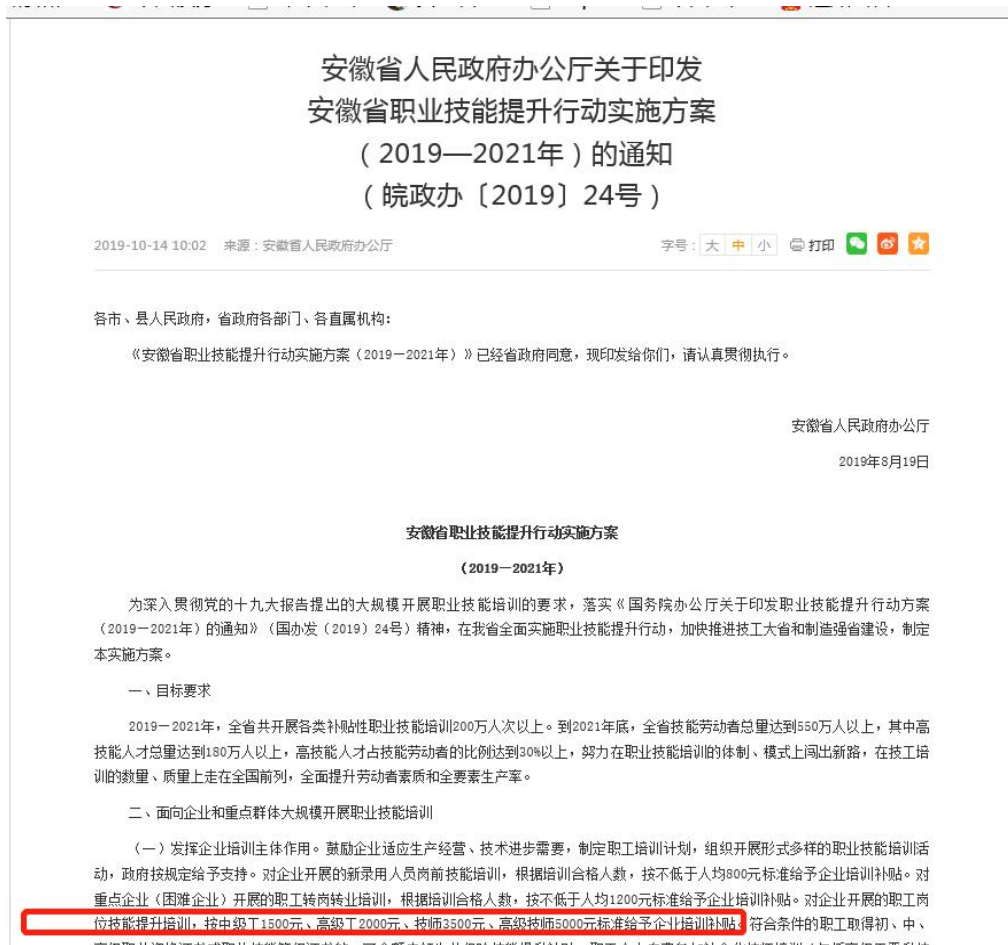 安徽省人民政府办公厅关于印发
安徽省职业技能提升行动实施方案
（2019—2021年）的通知
（皖政办〔2019〕24号）
2019-10-14 10:02 来源：安徽省人民政府办公厅 字号：大 中 小 打印
各市、县人民政府，省政府各部门、各直属机构：
《安徽省职业技能提升行动实施方案（2019—2021年）》已经省政府同意，现印发给你们，请认真贯彻执行。
安徽省人民政府办公厅
2019年8月19日
安徽省职业技能提升行动实施方案
（2019—2021年）
为深入贯彻党的十九大报告提出的大规模开展职业技能培训的要求，落实《国务院办公厅关于印发职业技能提升行动方案
（2019—2021年）的通知》（国办发〔2019〕24号）精神，在我省全面实施职业技能提升行动，加快推进技工大省和制造强省建设，制定
本实施方案。
一、目标要求
2019—2021年，全省共开展各类补贴性职业技能培训200万人次以上。到2021年底，全省技能劳动者总量达到550万人以上，其中高
技能人才总量达到180万人以上，高技能人才占技能劳动者的比例达到30%以上，努力在职业技能培训的体制、模式上闯出新路，在技工培
训的数量、质量上走在全国前列，全面提升劳动者素质和全要素生产率。
二、面向企业和重点群体大规模开展职业技能培训
（一）发挥企业培训主体作用。鼓励企业适应生产经营、技术进步需要，制定职工培训计划，组织开展形式多样的职业技能培训活
动，政府按规定给予支持。对企业开展的新录用人员岗前技能培训，根据培训合格人数，按不低于人均800元标准给予企业培训补贴。对
重点企业（困难企业）开展的职工转岗转业培训，根据培训合格人数，按不低于人均1200元标准给予企业培训补贴。对企业开展的职工岗
位技能提升培训，按中级工1500元、高级工2000元、技师3500元、高级技师5000元标准给予企业培训补贴。符合条件的职工取得初、中、